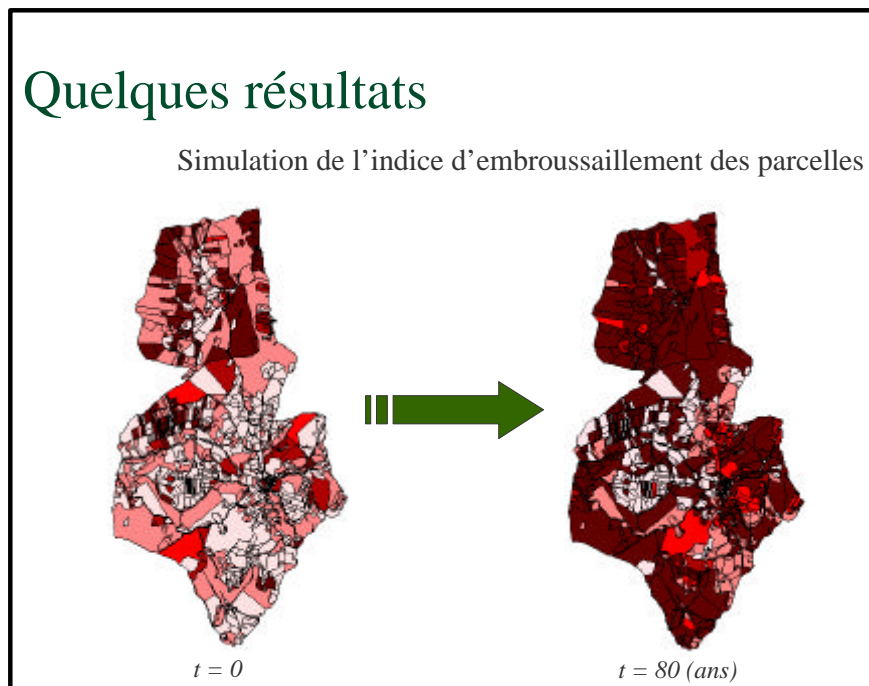 Quelques résultats
Simulation de l’indice d’embroussaillement des parcelles
t = 0
t = 80 (ans)